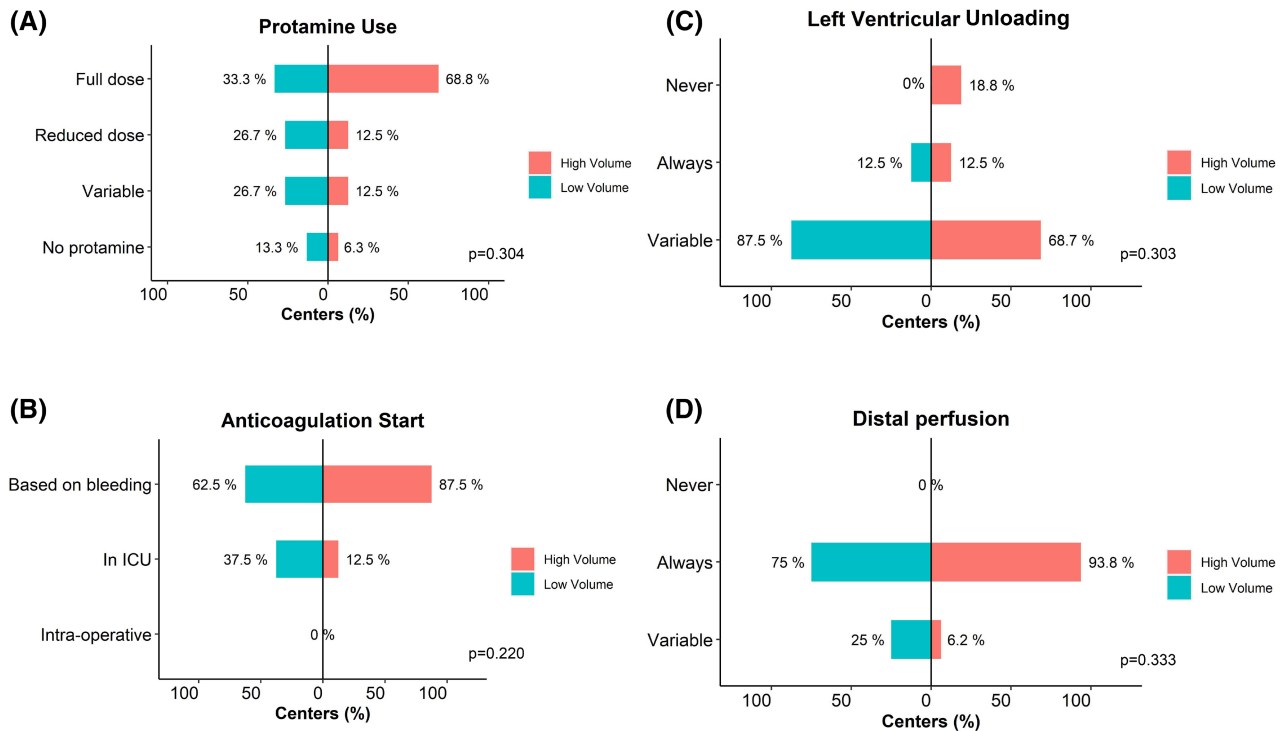 (A)
Protamine Use
Full dose
33.3 %
68.8 %
Reduced dose
26.7 %
12.5 %
Variable
26.7 %
12.5 %
No protamine
13.3 %
6.3 %
High Volume
Low Volume
p=0.304
100 50 0 50 100
Centers (%)
(C)
Left Ventricular Unloading
Never
0%
18.8 %
Always
12.5 %
12.5 %
Variable
87.5 %
68.7 %
High Volume
Low Volume
p=0.303
100 50 0 50 100
Centers (%)
(B)
Anticoagulation Start
Based on bleeding
62.5 %
87.5 %
In ICU
37.5 %
12.5 %
Intra-operative
0 %
High Volume
Low Volume
p=0.220
100 50 0 50 100
Centers (%)
(D)
Distal perfusion
Never
0 %
Always
75 %
93.8 %
Variable
25 %
6.2 %
High Volume
Low Volume
p=0.333
100 50 0 50 100
Centers (%)